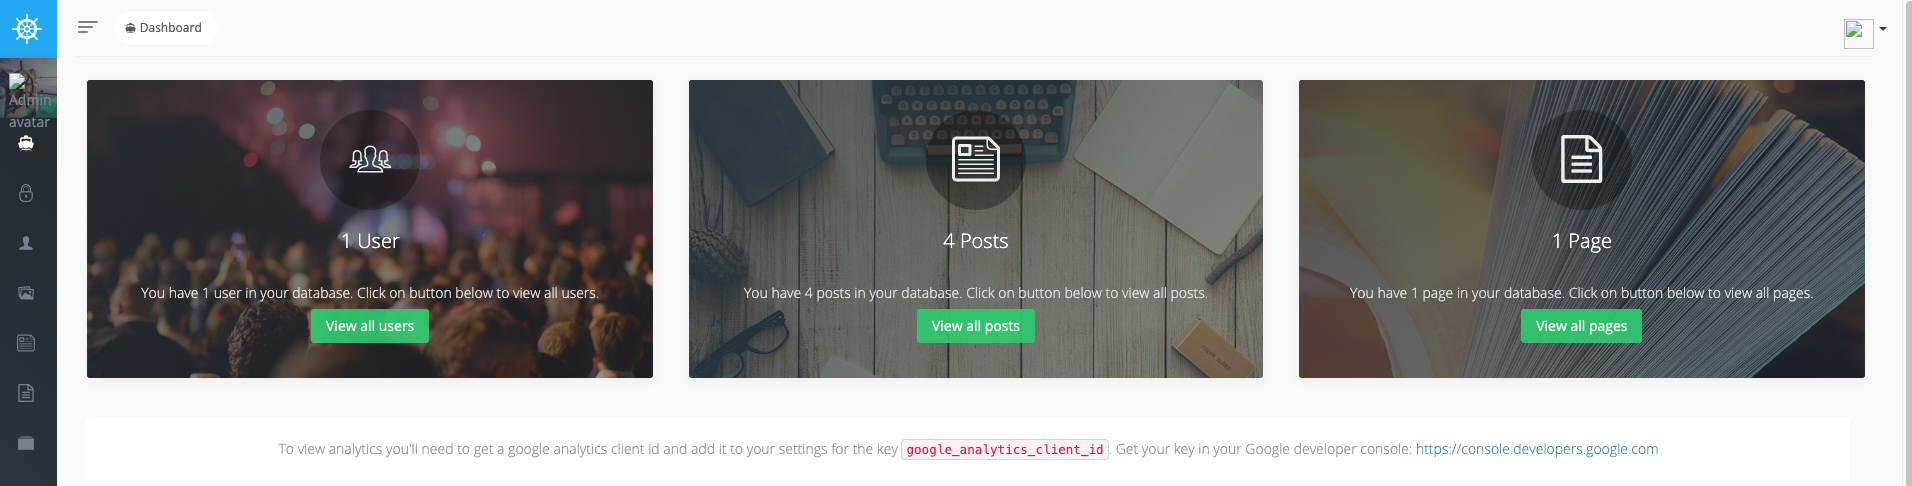 Dashboard
Admin
avatar
1 User
You have 1 user in your database. Click on button below to view all users.
View all users
4 Posts
You have 4 posts in your database. Click on button below to view all posts.
View all posts
1 Page
You have 1 page in your database. Click on button below to view all pages.
View all pages
To view analytics you'll need to get a google analytics client id and add it to your settings for the key google_analytics_client_id. Get your key in your Google developer console: https://console.developers.google.com